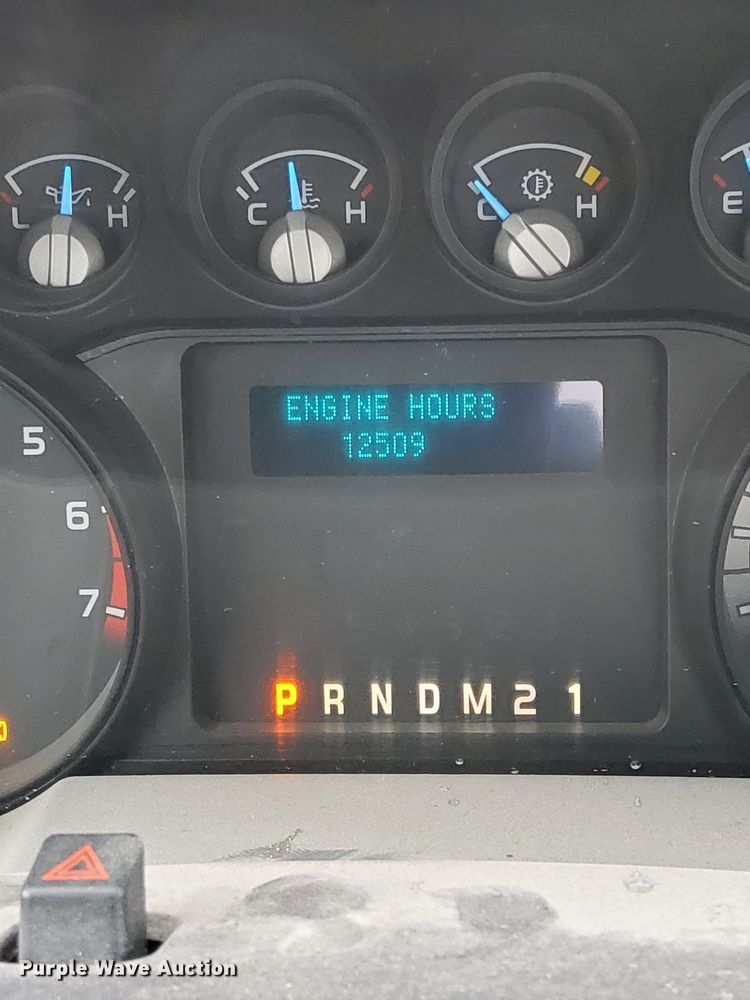 L H
C H
C H
E
5
6
7
ENGINE HOURS
12509
P R N D M 2 1
Purple Wave Auction